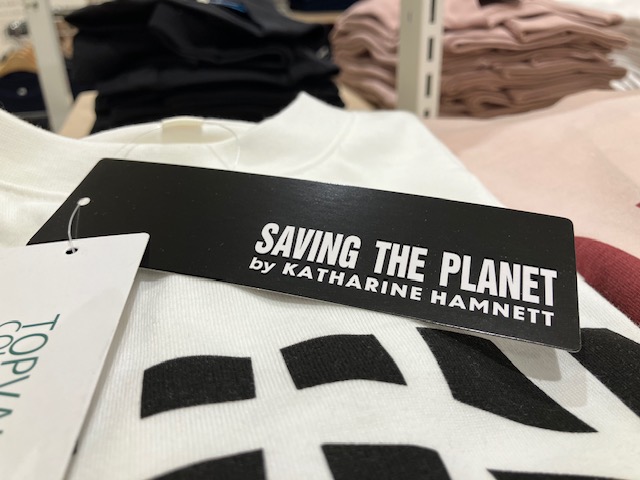 SAVING THE PLANET
by KATHARINE HAMNETT